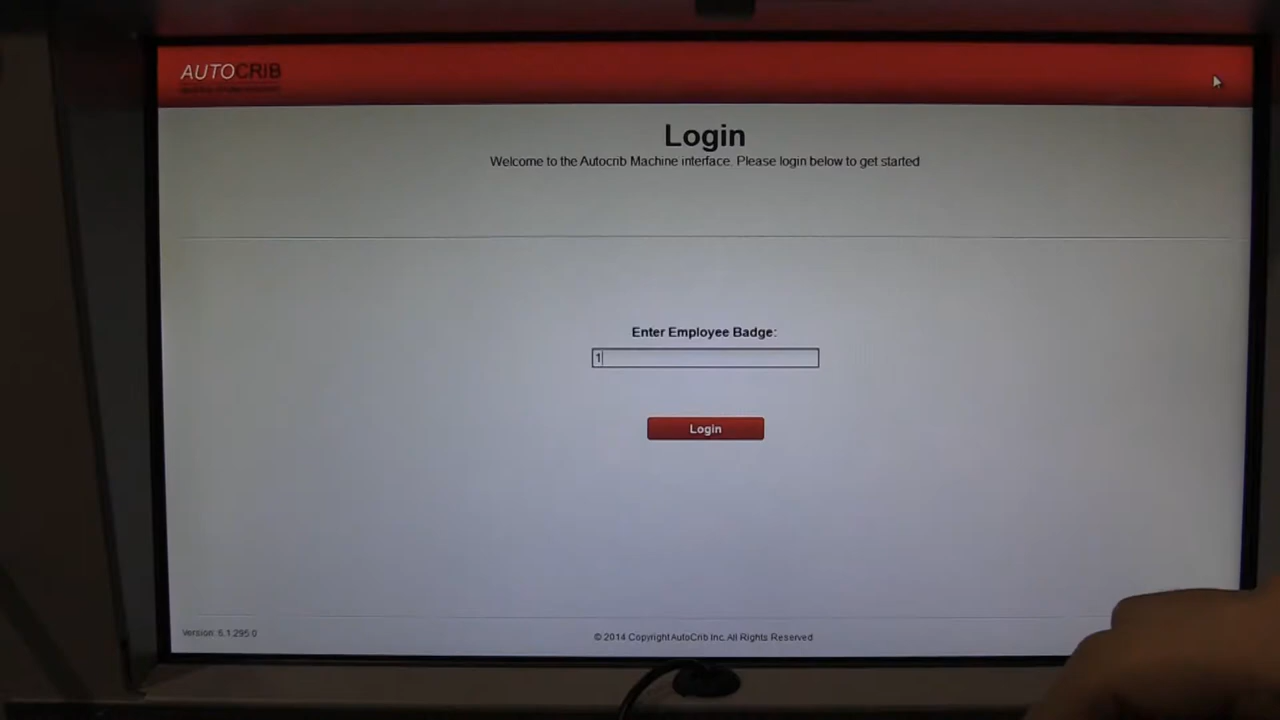 AUTOCRIB
Login
Welcome to the Autocrib Machine interface. Please login below to get started
Enter Employee Badge:
1
Login
Version: 6.1.295.0
© 2014 Copyright AutoCrib Inc. All Rights Reserved